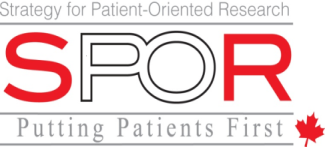 Strategy for Patient-Oriented Research
SPOR
Putting Patients First